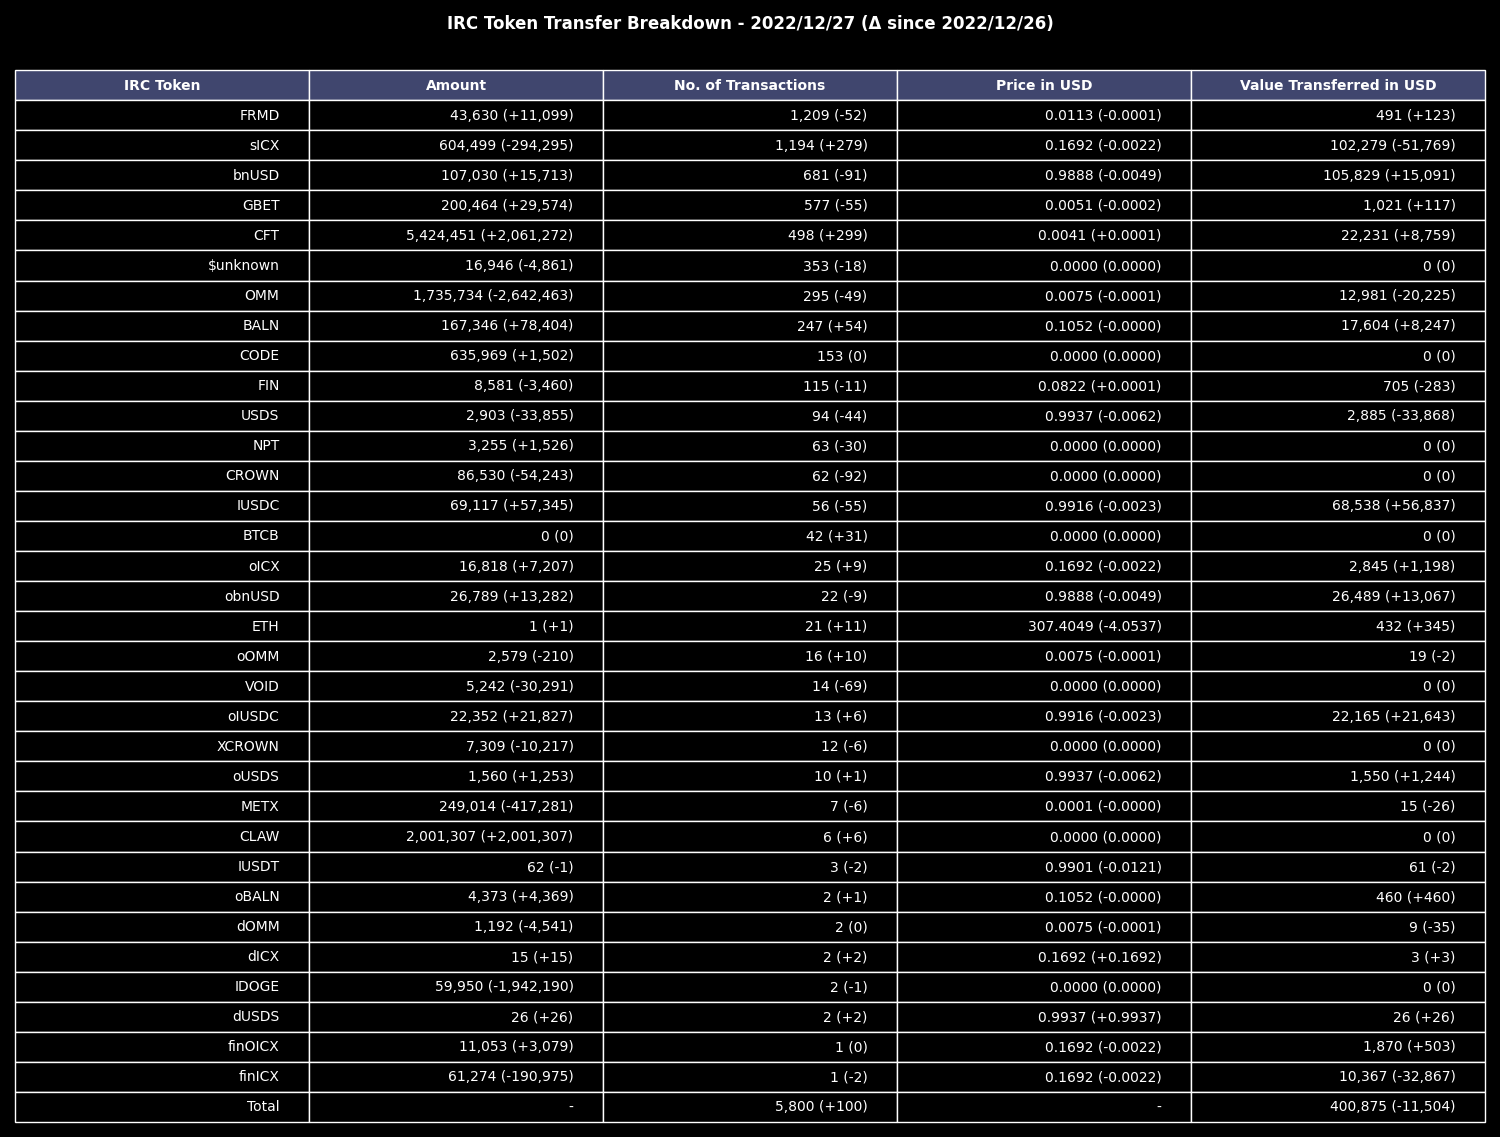 IRC Token Transfer Breakdown - 2022/12/27 (Δ since 2022/12/26)
IRC Token Amount No. of Transactions Price in USD Value Transferred in USD
FRMD 43,630 (+11,099) 1,209 (-52) 0.0113 (-0.0001) 491 (+123)
sICX 604,499 (-294,295) 1,194 (+279) 0.1692 (-0.0022) 102,279 (-51,769)
bnUSD 107,030 (+15,713) 681 (-91) 0.9888 (-0.0049) 105,829 (+15,091)
GBET 200,464 (+29,574) 577 (-55) 0.0051 (-0.0002) 1,021 (+117)
CFT 5,424,451 (+2,061,272) 498 (+299) 0.0041 (+0.0001) 22,231 (+8,759)
$unknown 16,946 (-4,861) 353 (-18) 0.0000 (0.0000) 0 (0)
OMM 1,735,734 (-2,642,463) 295 (-49) 0.0075 (-0.0001) 12,981 (-20,225)
BALN 167,346 (+78,404) 247 (+54) 0.1052 (-0.0000) 17,604 (+8,247)
CODE 635,969 (+1,502) 153 (0) 0.0000 (0.0000) 0 (0)
FIN 8,581 (-3,460) 115 (-11) 0.0822 (+0.0001) 705 (-283)
USDS 2,903 (-33,855) 94 (-44) 0.9937 (-0.0062) 2,885 (-33,868)
NPT 3,255 (+1,526) 63 (-30) 0.0000 (0.0000) 0 (0)
CROWN 86,530 (-54,243) 62 (-92) 0.0000 (0.0000) 0 (0)
IUSDC 69,117 (+57,345) 56 (-55) 0.9916 (-0.0023) 68,538 (+56,837)
BTCB 0 (0) 42 (+31) 0.0000 (0.0000) 0 (0)
oICX 16,818 (+7,207) 25 (+9) 0.1692 (-0.0022) 2,845 (+1,198)
obnUSD 26,789 (+13,282) 22 (-9) 0.9888 (-0.0049) 26,489 (+13,067)
ETH 1 (+1) 21 (+11) 307.4049 (-4.0537) 432 (+345)
oOMM 2,579 (-210) 16 (+10) 0.0075 (-0.0001) 19 (-2)
VOID 5,242 (-30,291) 14 (-69) 0.0000 (0.0000) 0 (0)
oIUSDC 22,352 (+21,827) 13 (+6) 0.9916 (-0.0023) 22,165 (+21,643)
XCROWN 7,309 (-10,217) 12 (-6) 0.0000 (0.0000) 0 (0)
oUSDS 1,560 (+1,253) 10 (+1) 0.9937 (-0.0062) 1,550 (+1,244)
METX 249,014 (-417,281) 7 (-6) 0.0001 (-0.0000) 15 (-26)
CLAW 2,001,307 (+2,001,307) 6 (+6) 0.0000 (0.0000) 0 (0)
IUSDT 62 (-1) 3 (-2) 0.9901 (-0.0121) 61 (-2)
oBALN 4,373 (+4,369) 2 (+1) 0.1052 (-0.0000) 460 (+460)
dOMM 1,192 (-4,541) 2 (0) 0.0075 (-0.0001) 9 (-35)
dICX 15 (+15) 2 (+2) 0.1692 (+0.1692) 3 (+3)
IDOGE 59,950 (-1,942,190) 2 (-1) 0.0000 (0.0000) 0 (0)
dUSDS 26 (+26) 2 (+2) 0.9937 (+0.9937) 26 (+26)
finOICX 11,053 (+3,079) 1 (0) 0.1692 (-0.0022) 1,870 (+503)
finICX 61,274 (-190,975) 1 (-2) 0.1692 (-0.0022) 10,367 (-32,867)
Total - 5,800 (+100) - 400,875 (-11,504)